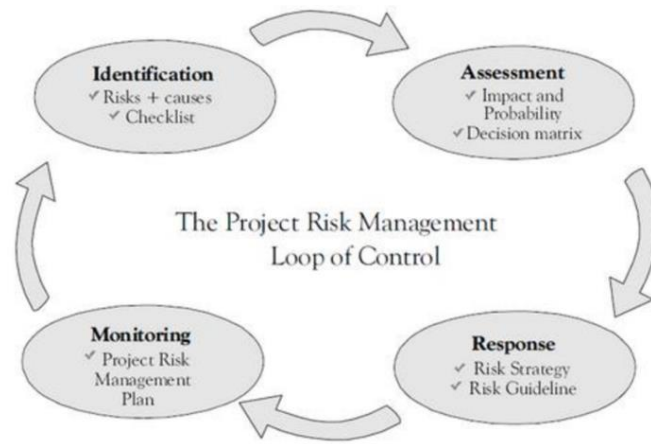 Identification
✓ Risks + causes
✓ Checklist
Assessment
✓ Impact and
Probability
✓ Decision matrix
The Project Risk Management
Loop of Control
Monitoring
✓ Project Risk
Management
Plan
Response
✓ Risk Strategy
✓ Risk Guideline